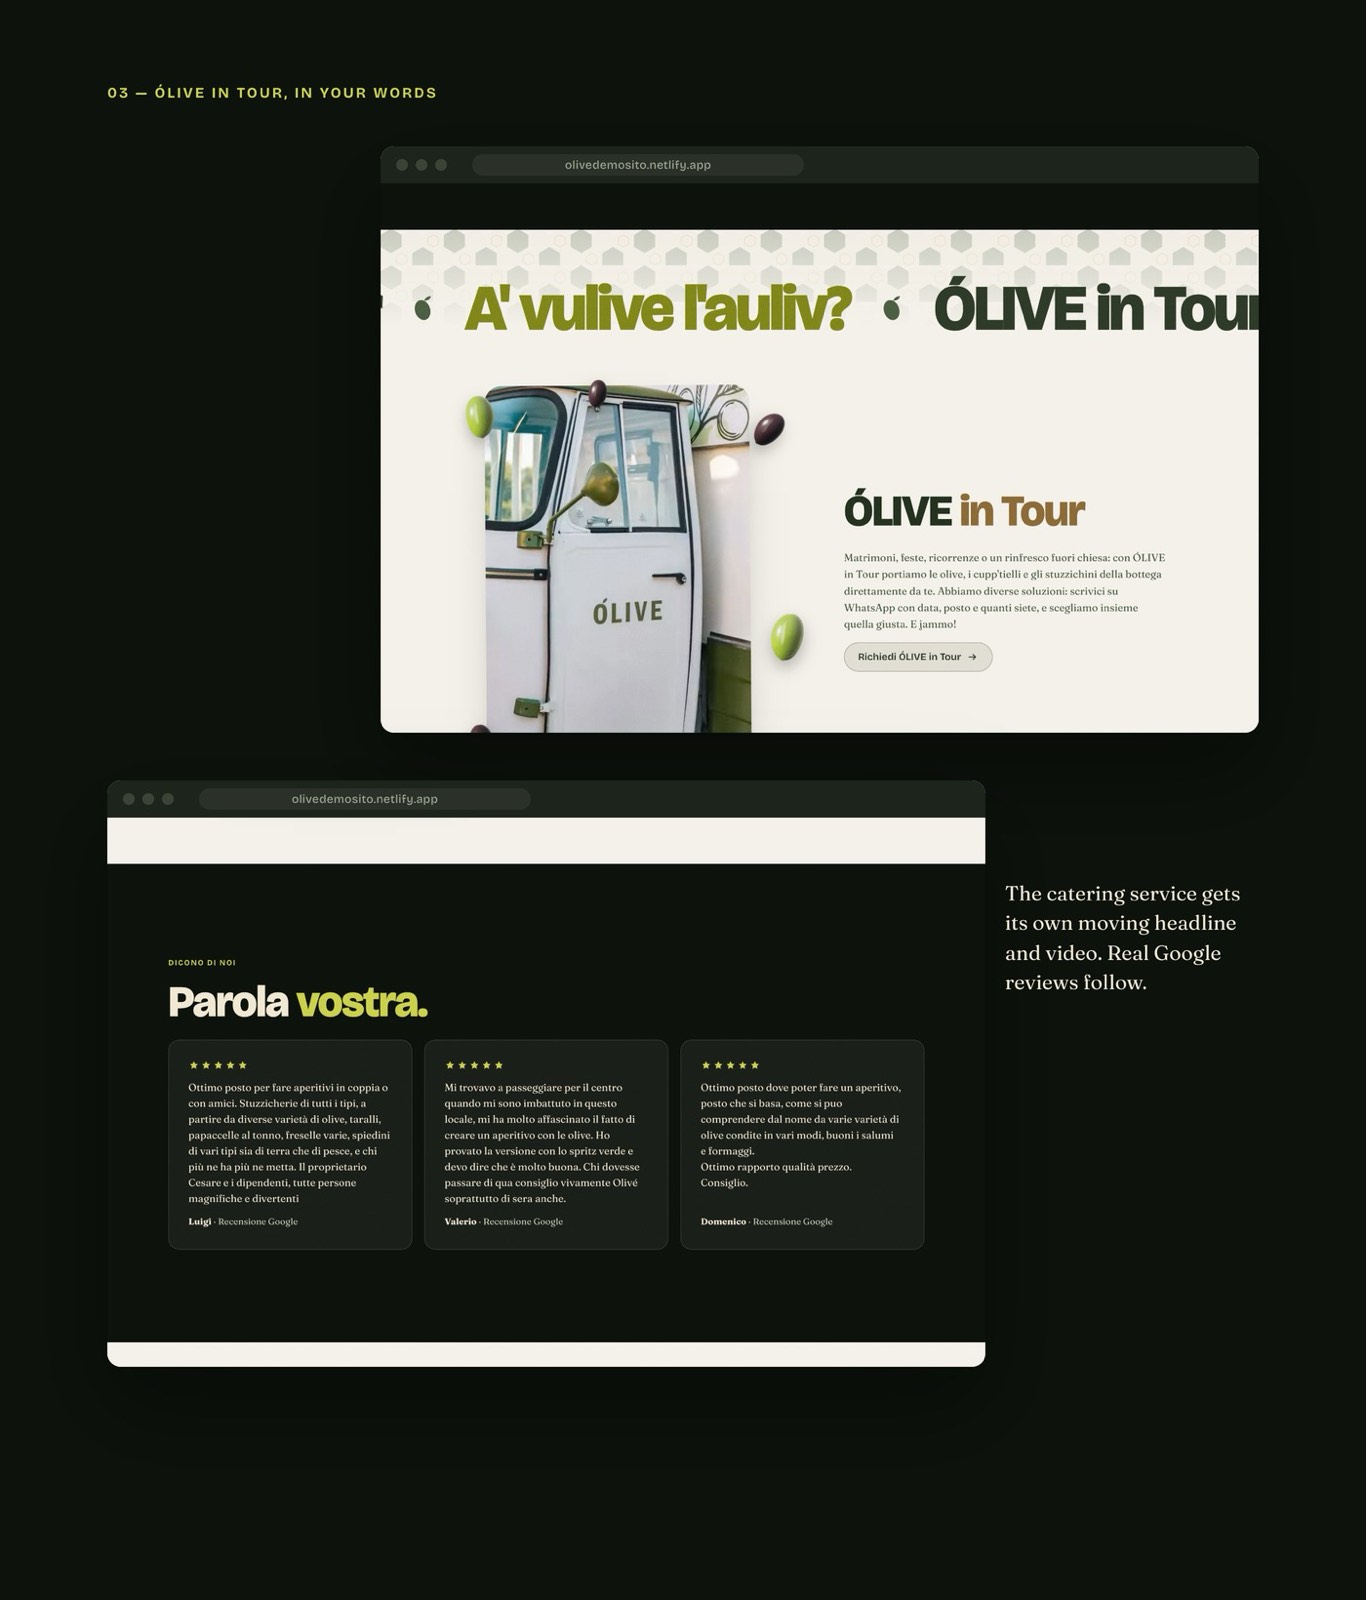 03 — ÓLIVE IN TOUR, IN YOUR WORDS
olivedemosito.netlify.app
A' vulive l'auliv?
ÓLIVE in Tour
ÓLIVE
ÓLIVE in Tour
Matrimoni, feste, ricorrenze o un rinfresco fuori chiesa: con ÓLIVE
in Tour portiamo le olive, i cupp'tielli e gli stuzzichini della bottega
direttamente da te. Abbiamo diverse soluzioni: scrivici su
WhatsApp con data, posto e quanti siete, e scegliamo insieme
quella giusta. E jammo!
Richiedi ÓLIVE in Tour →
olivedemosito.netlify.app
The catering service gets
its own moving headline
and video. Real Google
reviews follow.
DICONO DI NOI
Parola vostra.
Ottimo posto per fare aperitivi in coppia o
con amici. Stuzzicherie di tutti i tipi, a
partire da diverse varietà di olive, taralli,
papaccelle al tonno, freselle varie, spiedini
di vari tipi sia di terra che di pesce, e chi
più ne ha più ne metta. Il proprietario
Cesare e i dipendenti, tutte persone
magnifiche e divertenti
Luigi · Recensione Google
Mi trovavo a passeggiare per il centro
quando mi sono imbattuto in questo
locale, mi ha molto affascinato il fatto di
creare un aperitivo con le olive. Ho
provato la versione con lo spritz verde e
devo dire che è molto buona. Chi dovesse
passare di qua consiglio vivamente Olivé
soprattutto di sera anche.
Valerio · Recensione Google
Ottimo posto dove poter fare un aperitivo,
posto che si basa, come si puo
comprendere dal nome da varie varietà di
olive condite in vari modi, buoni i salumi
e formaggi.
Ottimo rapporto qualità prezzo.
Consiglio.
Domenico · Recensione Google